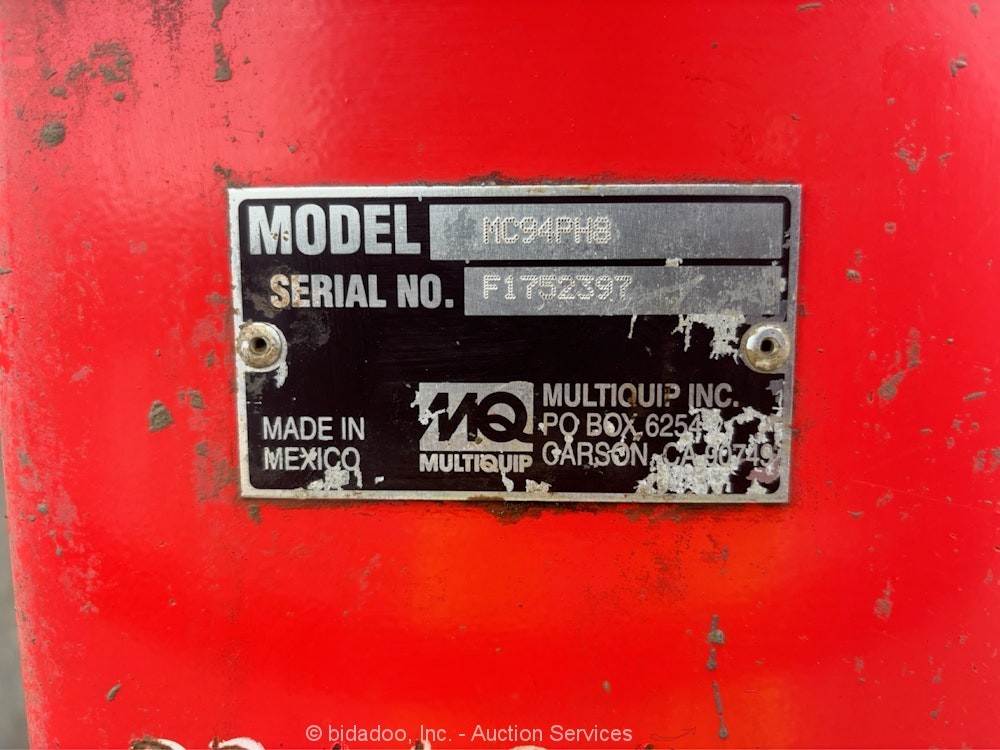 MODEL MC94PH8
SERIAL NO. F1752397
MADE IN
MEXICO
MQ
MULTIQUIP
MULTIQUIP INC.
PO BOX 6254
CARSON, CA 90749
© bidadoo, Inc. - Auction Services